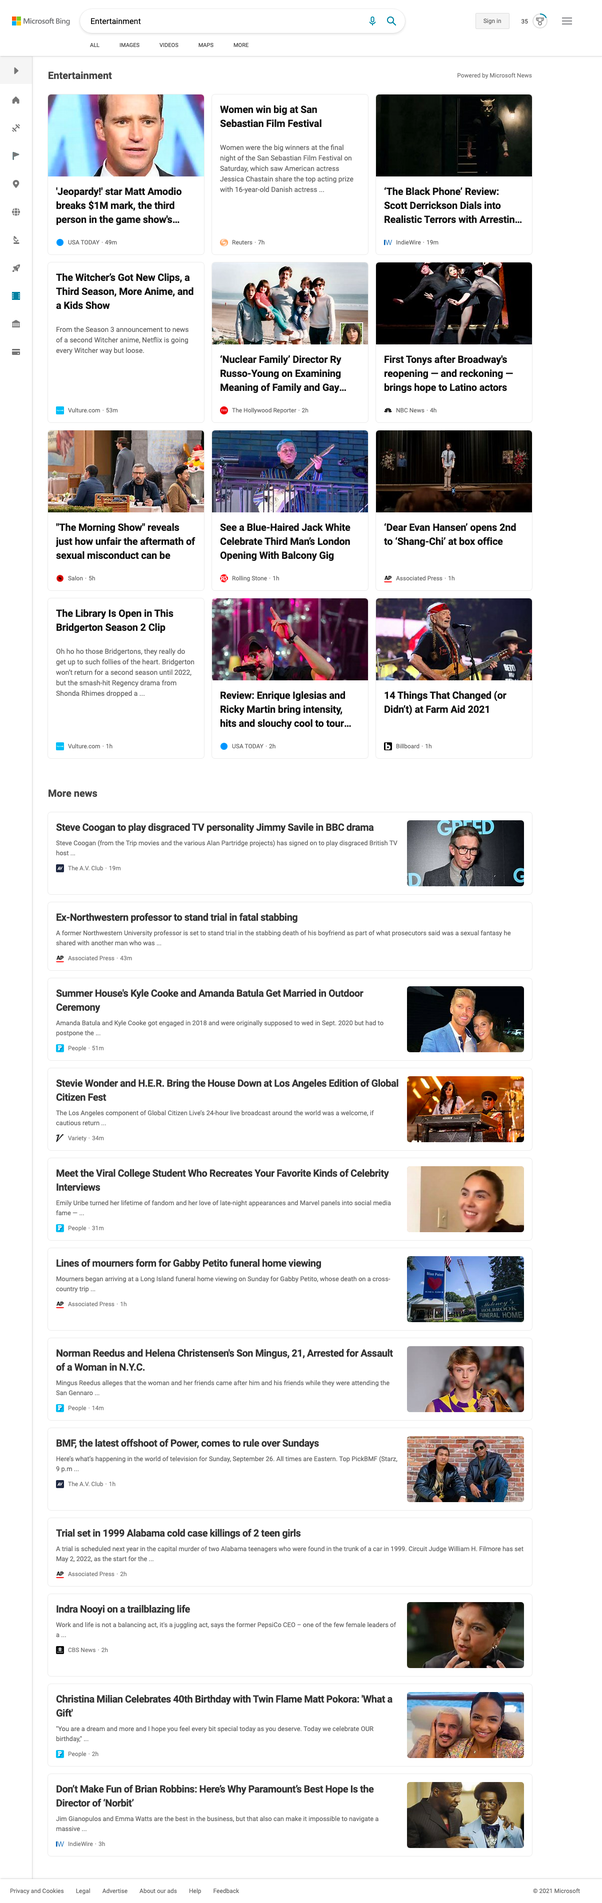 Microsoft Bing
Entertainment
Sign in
35
ALL IMAGES VIDEOS MAPS MORE
Entertainment
Powered by Microsoft News
'Jeopardy!' star Matt Amodio
breaks $1M mark, the third
person in the game show's...
USA TODAY · 49m
Women win big at San
Sebastian Film Festival
Women were the big winners at the final
night of the San Sebastian Film Festival on
Saturday, which saw American actress
Jessica Chastain share the top acting prize
with 16-year-old Danish actress ...
Reuters · 7h
'The Black Phone' Review:
Scott Derrickson Dials into
Realistic Terrors with Arrestin...
IndieWire · 19m
The Witcher's Got New Clips, a
Third Season, More Anime, and
a Kids Show
From the Season 3 announcement to news
of a second Witcher anime, Netflix is going
every Witcher way but loose.
Vulture.com · 53m
'Nuclear Family' Director Ry
Russo-Young on Examining
Meaning of Family and Gay...
The Hollywood Reporter · 2h
First Tonys after Broadway's
reopening — and reckoning —
brings hope to Latino actors
NBC News · 4h
"The Morning Show" reveals
just how unfair the aftermath of
sexual misconduct can be
Salon · 5h
See a Blue-Haired Jack White
Celebrate Third Man's London
Opening With Balcony Gig
Rolling Stone · 1h
'Dear Evan Hansen' opens 2nd
to 'Shang-Chi' at box office
AP Associated Press · 1h
The Library Is Open in This
Bridgerton Season 2 Clip
Oh ho ho those Bridgertons, they really do
get up to such follies of the heart. Bridgerton
won't return for a second season until 2022,
but the smash-hit Regency drama from
Shonda Rhimes dropped a ...
Vulture.com · 1h
Review: Enrique Iglesias and
Ricky Martin bring intensity,
hits and slouchy cool to tour...
USA TODAY · 2h
14 Things That Changed (or
Didn't) at Farm Aid 2021
Billboard · 1h
More news
Steve Coogan to play disgraced TV personality Jimmy Savile in BBC drama
Steve Coogan (from the Trip movies and the various Alan Partridge projects) has signed on to play disgraced British TV
host ...
The A.V. Club · 19m
GREED
Ex-Northwestern professor to stand trial in fatal stabbing
A former Northwestern University professor is set to stand trial in the stabbing death of his boyfriend as part of what prosecutors said was a sexual fantasy he
shared with another man who was ...
AP Associated Press · 43m
Summer House's Kyle Cooke and Amanda Batula Get Married in Outdoor
Ceremony
Amanda Batula and Kyle Cooke got engaged in 2018 and were originally supposed to wed in Sept. 2020 but had to
postpone the ...
People · 51m
Stevie Wonder and H.E.R. Bring the House Down at Los Angeles Edition of Global
Citizen Fest
The Los Angeles component of Global Citizen Live's 24-hour live broadcast around the world was a welcome, if
cautious return ...
Variety · 34m
Meet the Viral College Student Who Recreates Your Favorite Kinds of Celebrity
Interviews
Emily Uribe turned her lifetime of fandom and her love of late-night appearances and Marvel panels into social media
fame — ...
People · 31m
Lines of mourners form for Gabby Petito funeral home viewing
Mourners began arriving at a Long Island funeral home viewing on Sunday for Gabby Petito, whose death on a cross-
country trip ...
AP Associated Press · 1h
FUNERAL HOME
Norman Reedus and Helena Christensen's Son Mingus, 21, Arrested for Assault
of a Woman in N.Y.C.
Mingus Reedus alleges that the woman and her friends came after him and his friends while they were attending the
San Gennaro ...
People · 14m
BMF, the latest offshoot of Power, comes to rule over Sundays
Here's what's happening in the world of television for Sunday, September 26. All times are Eastern. Top PickBMF (Starz,
9 p.m ...
The A.V. Club · 1h
Trial set in 1999 Alabama cold case killings of 2 teen girls
A trial is scheduled next year in the capital murder of two Alabama teenagers who were found in the trunk of a car in 1999. Circuit Judge William H. Filmore has set
May 2, 2022, as the start for the ...
AP Associated Press · 2h
Indra Nooyi on a trailblazing life
Work and life is not a balancing act, it's a juggling act, says the former PepsiCo CEO – one of the few female leaders of
a ...
CBS News · 2h
Christina Milian Celebrates 40th Birthday with Twin Flame Matt Pokora: 'What a
Gift'
"You are a dream and more and I hope you feel every bit special today as you deserve. Today we celebrate OUR
birthday," ...
People · 2h
Don't Make Fun of Brian Robbins: Here's Why Paramount's Best Hope Is the
Director of 'Norbit'
Jim Gianopulos and Emma Watts are the best in the business, but that also can make it impossible to navigate a
massive ...
IndieWire · 3h
Privacy and Cookies Legal Advertise About our ads Help Feedback
© 2021 Microsoft